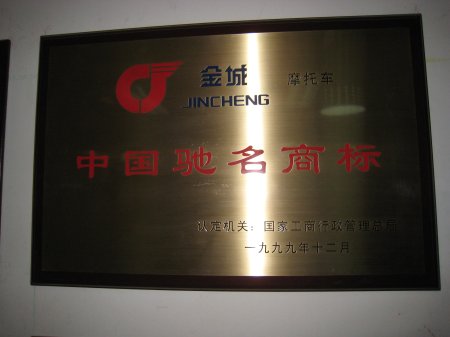 金城 摩托车
JINCHENG
中国驰名商标
认定机关：国家工商行政管理总局
一九九九年十二月